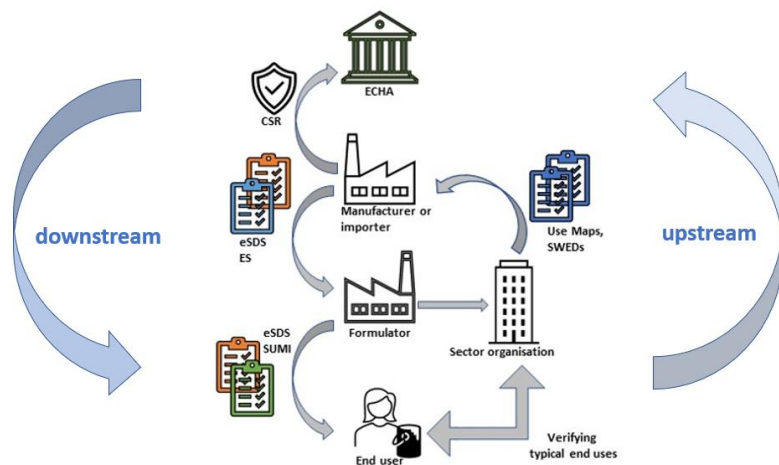 ECHA
CSR
Manufacturer or
importer
eSDS
ES
Use Maps,
SWEDs
downstream
upstream
Formulator
Sector organisation
eSDS
SUMI
End user
Verifying
typical end uses